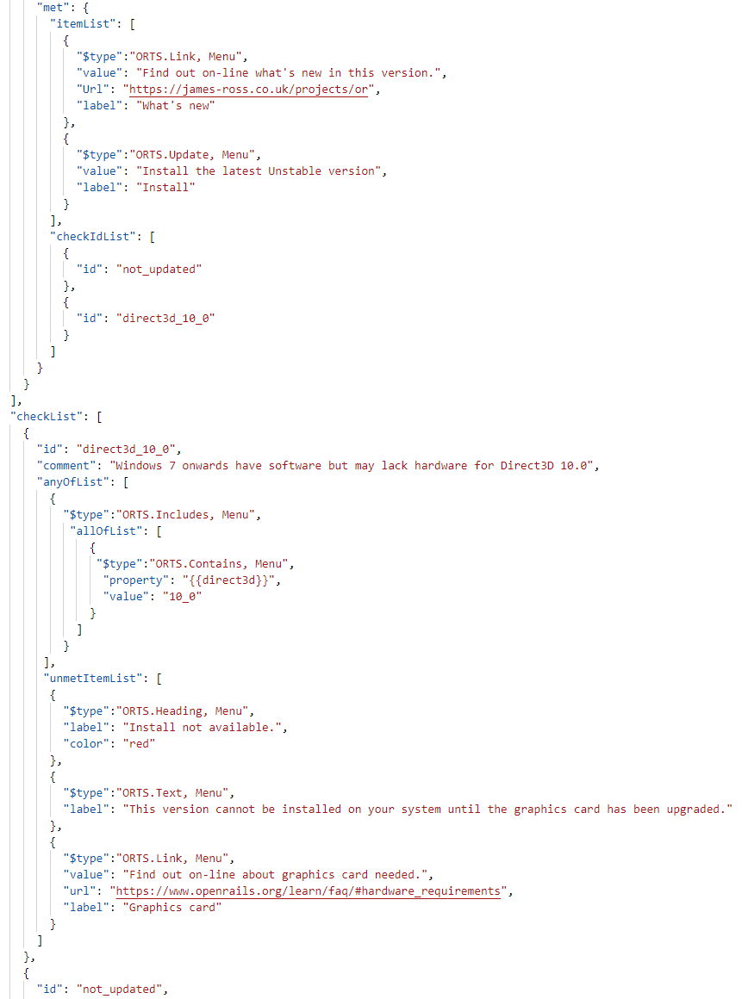 "met": {
"itemList": [
{
"$type":"ORTS.Link, Menu",
"value": "Find out on-line what's new in this version.",
"Url": "https://james-ross.co.uk/projects/or",
"label": "What's new"
},
{
"$type":"ORTS.Update, Menu",
"value": "Install the latest Unstable version",
"label": "Install"
}
],
"checkIdList": [
{
"id": "not_updated"
},
{
"id": "direct3d_10_0"
}
]
}
}
],
"checkList": [
{
"id": "direct3d_10_0",
"comment": "Windows 7 onwards have software but may lack hardware for Direct3D 10.0",
"anyOfList": [
{
"$type":"ORTS.Includes, Menu",
"allOfList": [
{
"$type":"ORTS.Contains, Menu",
"property": "{{direct3d}}",
"value": "10_0"
}
]
}
],
"unmetItemList": [
{
"$type":"ORTS.Heading, Menu",
"label": "Install not available.",
"color": "red"
},
{
"$type":"ORTS.Text, Menu",
"label": "This version cannot be installed on your system until the graphics card has been upgraded."
},
{
"$type":"ORTS.Link, Menu",
"value": "Find out on-line about graphics card needed.",
"url": "https://www.openrails.org/learn/faq/#hardware_requirements",
"label": "Graphics card"
}
]
},
{
"id": "not_updated",